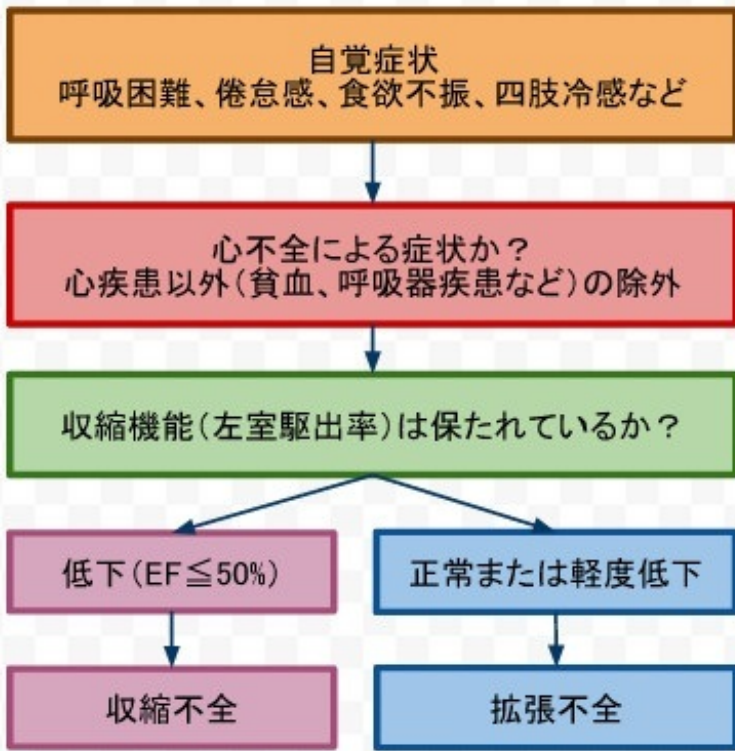 自覚症状
呼吸困難、倦怠感、食欲不振、四肢冷感など
心不全による症状か？
心疾患以外（貧血、呼吸器疾患など）の除外
収縮機能（左室駆出率）は保たれているか？
低下（EF≦50%）
正常または軽度低下
収縮不全
拡張不全